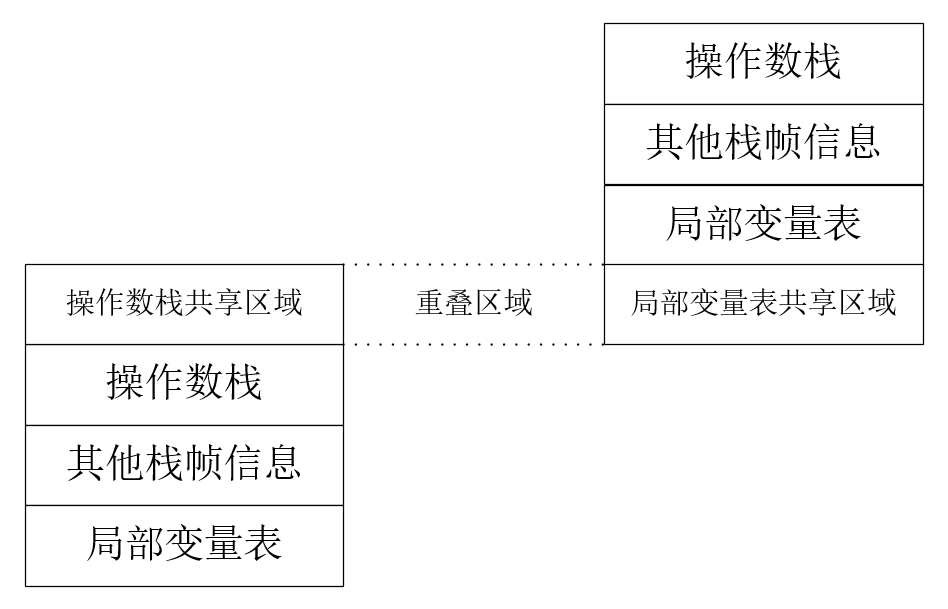 操作数栈
其他栈帧信息
局部变量表
操作数栈共享区域
重叠区域
局部变量表共享区域
操作数栈
其他栈帧信息
局部变量表